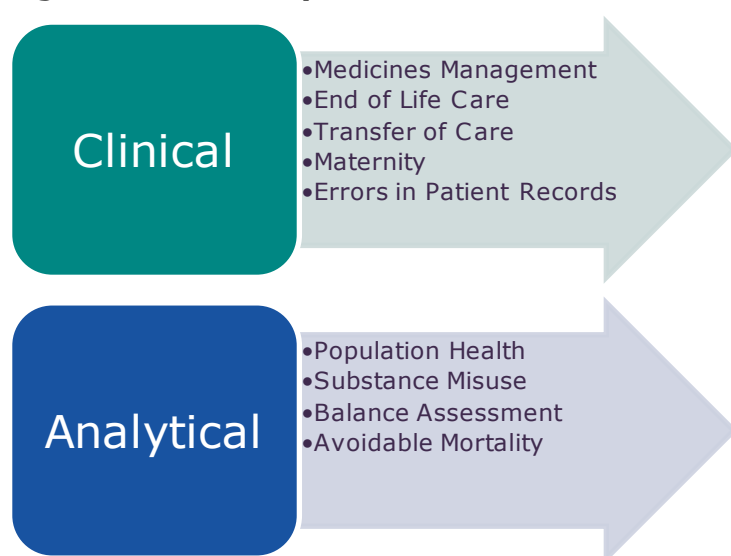 Clinical
•Medicines Management
•End of Life Care
•Transfer of Care
•Maternity
•Errors in Patient Records
Analytical
•Population Health
•Substance Misuse
•Balance Assessment
•Avoidable Mortality